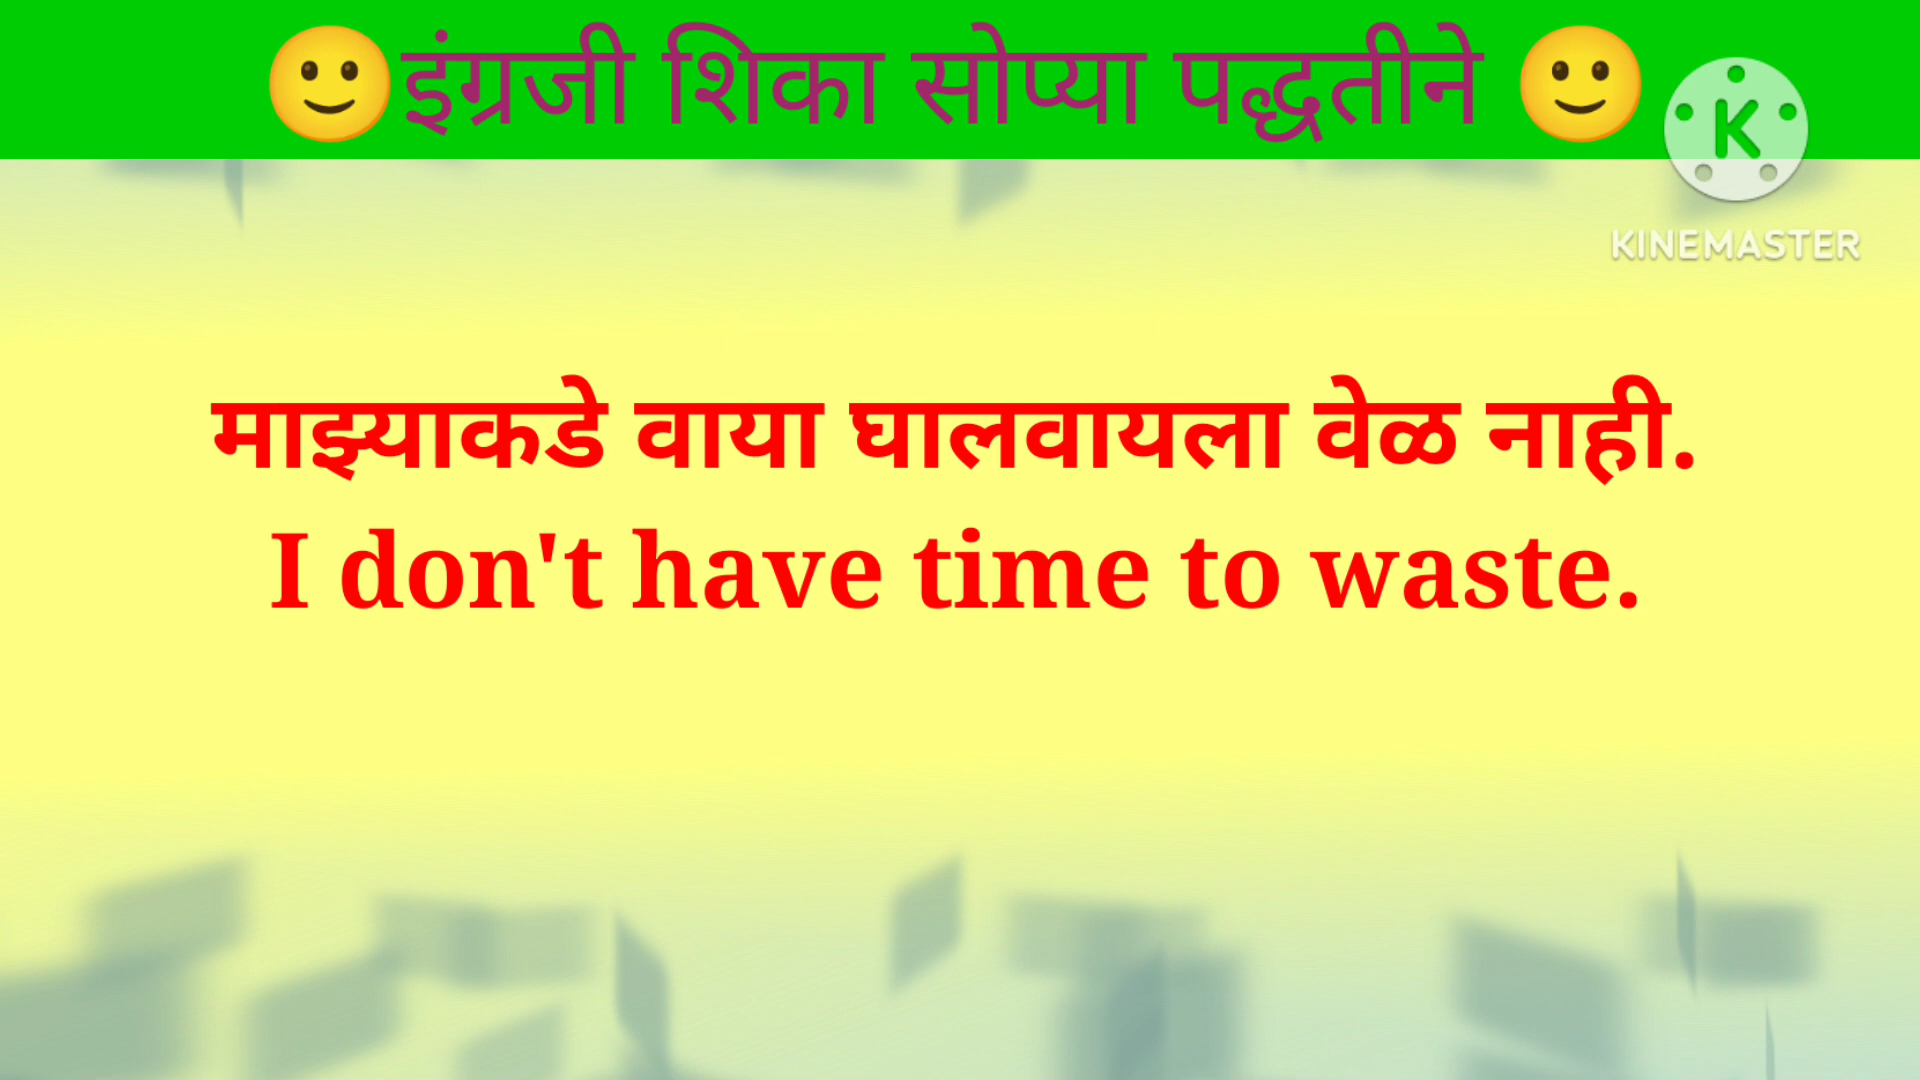 🙂इंग्रजी शिका सोप्या पद्धतीने 🙂
K
KINEMASTER
माझ्याकडे वाया घालवायला वेळ नाही.
I don't have time to waste.